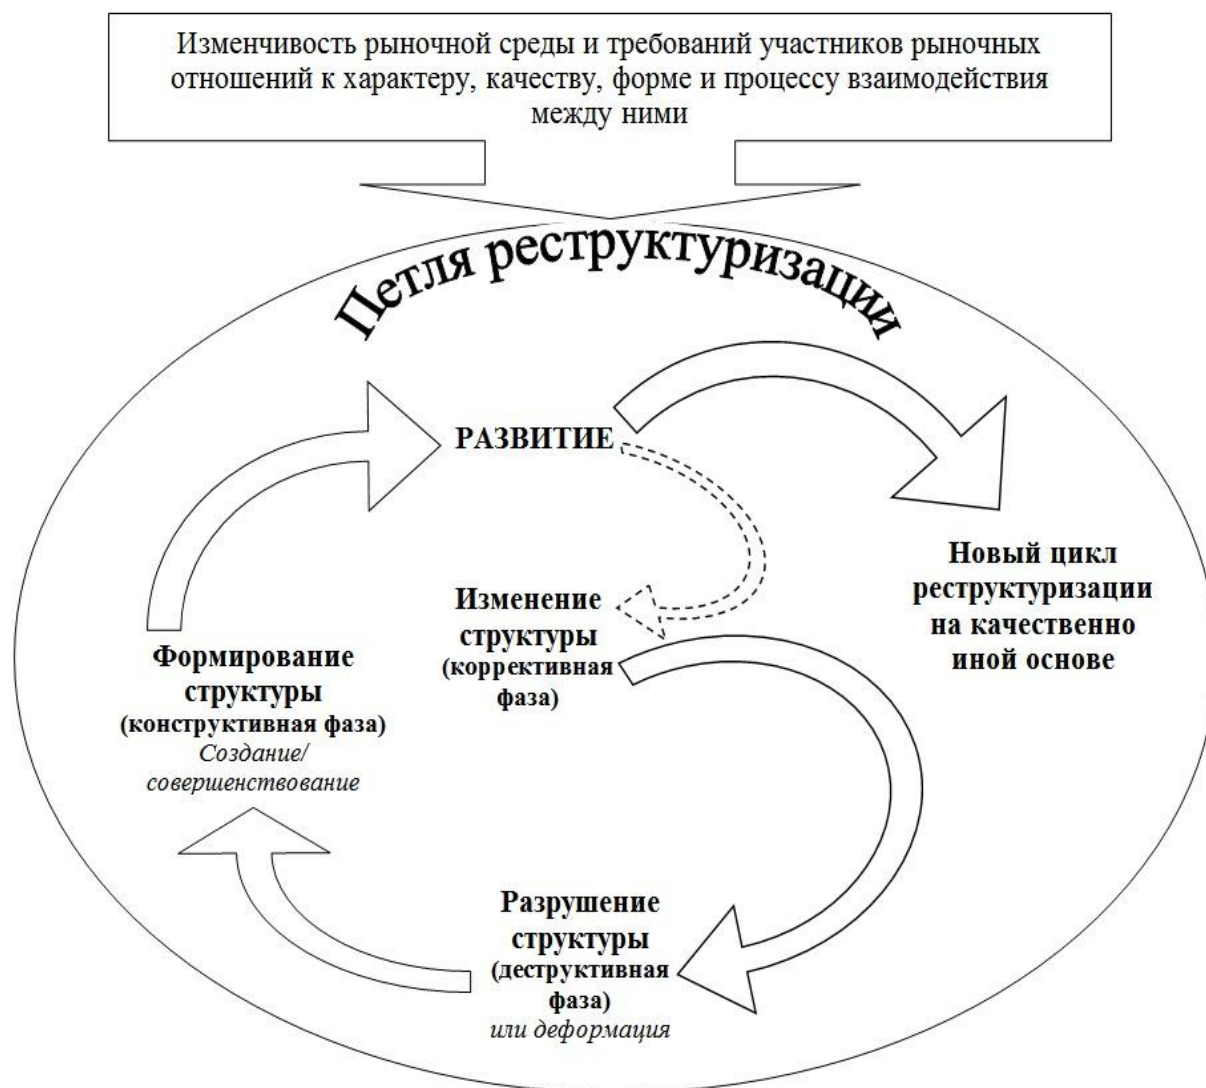 Изменчивость рыночной среды и требований участников рыночных
отношений к характеру, качеству, форме и процессу взаимодействия
между ними
Петля реструктуризации
РАЗВИТИЕ
Новый цикл
реструктуризации
на качественно
иной основе
Изменение
структуры
(коррективная
фаза)
Формирование
структуры
(конструктивная фаза)
Создание/
совершенствование
Разрушение
структуры
(деструктивная
фаза)
или деформация